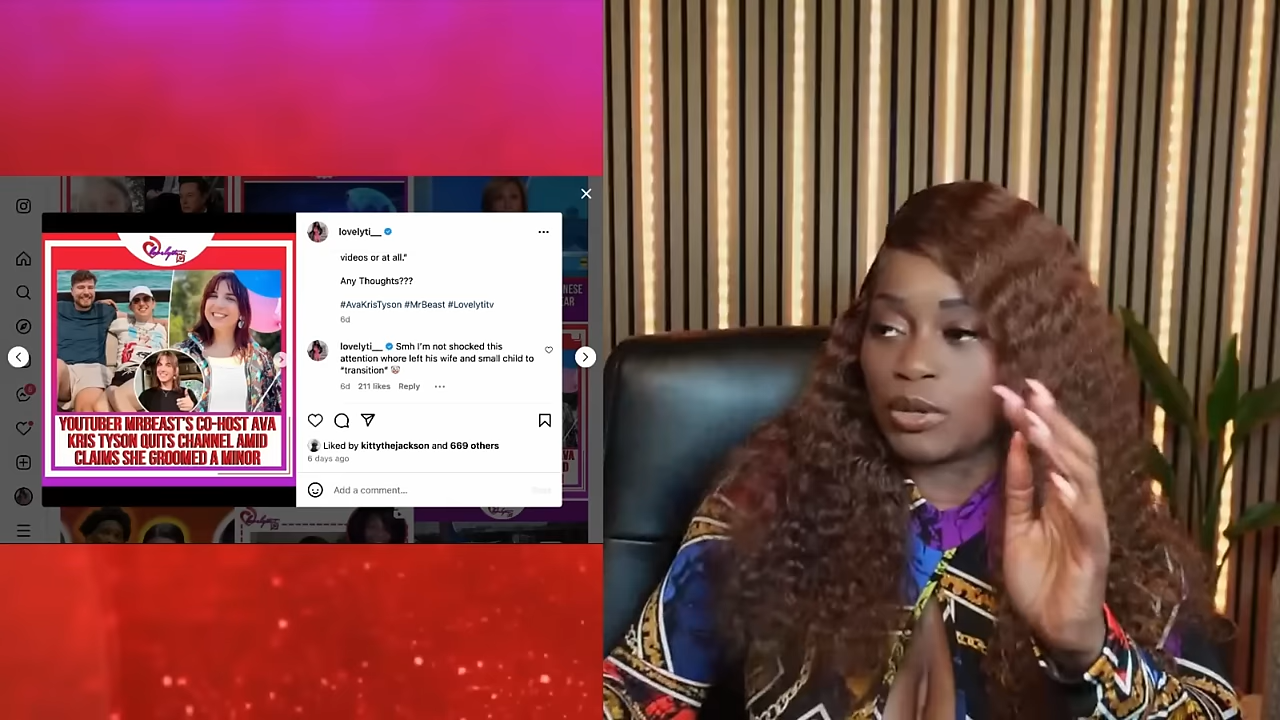 lovelyti__
videos or at all."
Any Thoughts???
#AvaKrisTyson #MrBeast #Lovelytitv
6d
lovelyti__ Smh I'm not shocked this
attention whore left his wife and small child to
"transition" 🤡
6d 211 likes Reply
Liked by kittythejackson and 669 others
6 days ago
Add a comment...
Post
YOUTUBER MRBEAST'S CO-HOST AVA
KRIS TYSON QUITS CHANNEL AMID
CLAIMS SHE GROOMED A MINOR